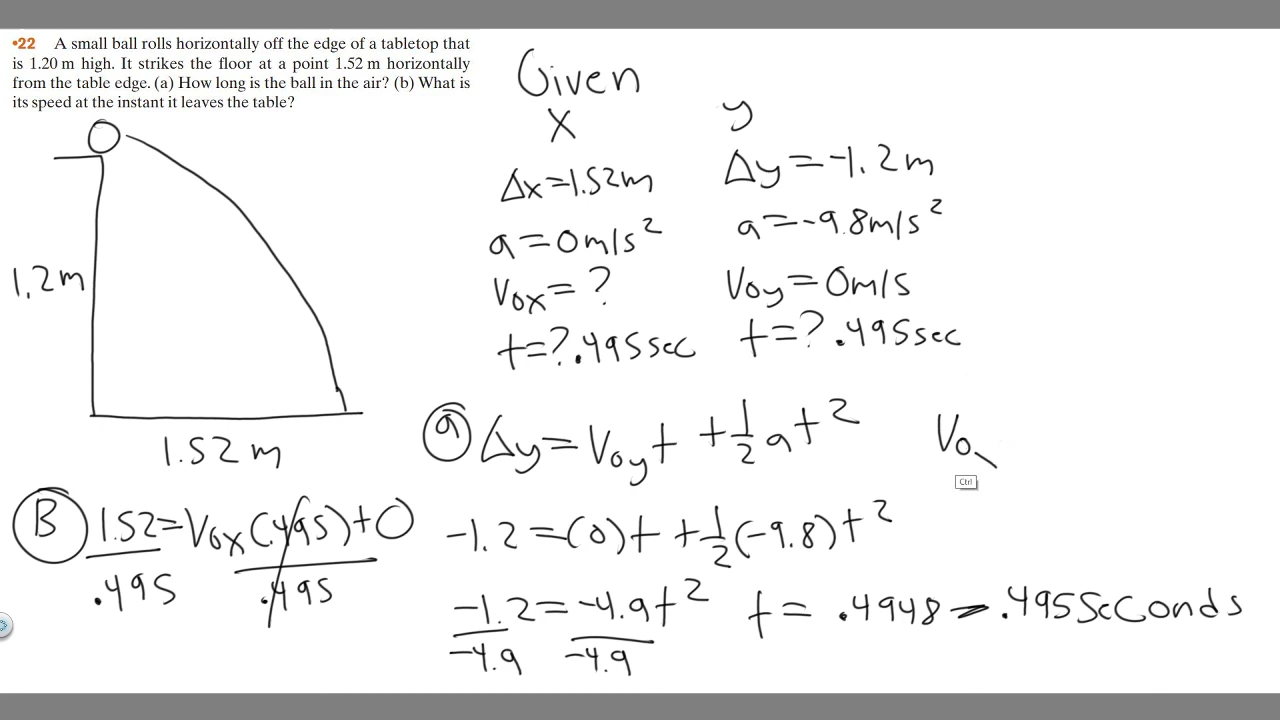 •22 A small ball rolls horizontally off the edge of a tabletop that
is 1.20 m high. It strikes the floor at a point 1.52 m horizontally
from the table edge. (a) How long is the ball in the air? (b) What is
its speed at the instant it leaves the table?
Given
X
y
Δx=1.52m
Δy=-1.2m
a=0m/s²
a=-9.8m/s²
Vox=?
Voy=0m/s
t=?.495sec
t=?.495sec
1.2m
1.52m
a Δy=Voyt+½at²
Vo
Ctrl
B 1.52=Vox(.495)+0
.495 .495
-1.2=(0)t+½(-9.8)t²
-1.2=-4.9t²
-4.9 -4.9
t=.4948-.495Seconds